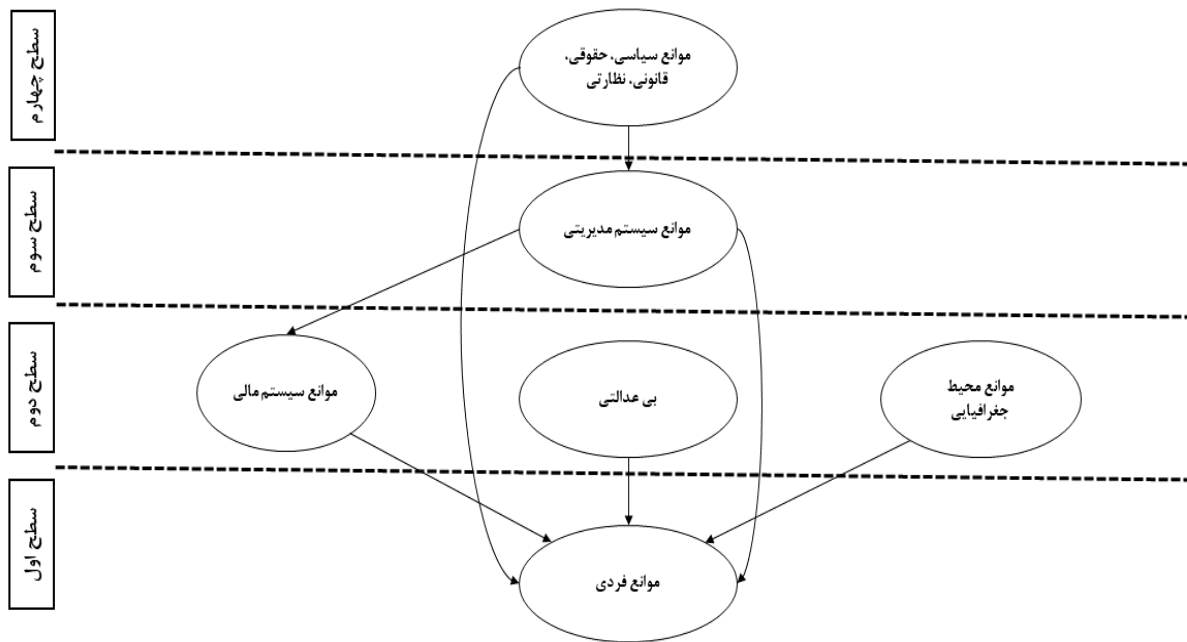 سطح چهارم
موانع سیاسی، حقوقی،
قانونی، نظارتی
سطح سوم
موانع سیستم مدیریتی
سطح دوم
موانع محیط
جغرافیایی
بی عدالتی
موانع سیستم مالی
سطح اول
موانع فردی